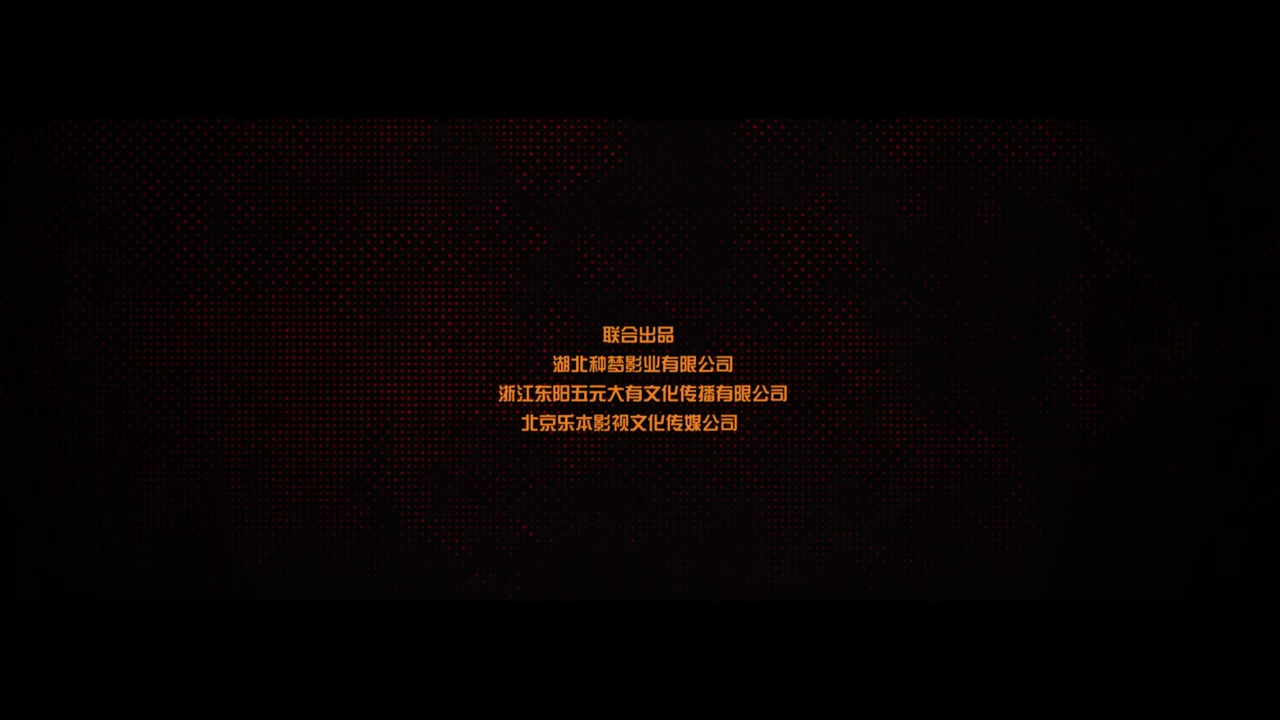 联合出品
湖北种梦影业有限公司
浙江东阳五元大有文化传播有限公司
北京乐本影视文化传媒公司